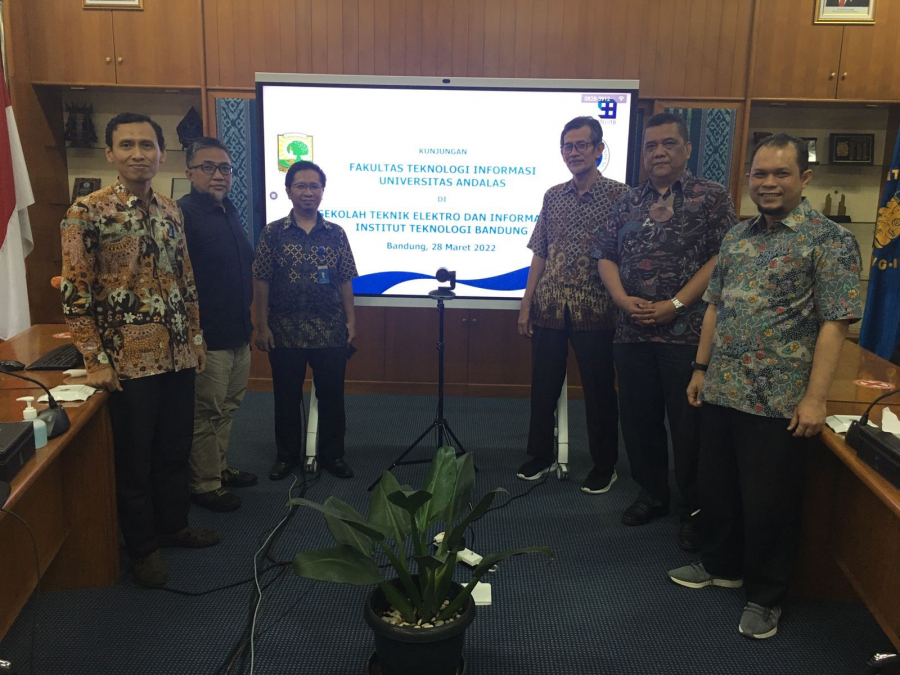 KUNJUNGAN
FAKULTAS TEKNOLOGI INFORMASI
UNIVERSITAS ANDALAS
DI
SEKOLAH TEKNIK ELEKTRO DAN INFORMA
INSTITUT TEKNOLOGI BANDUNG
Bandung, 28 Maret 2022